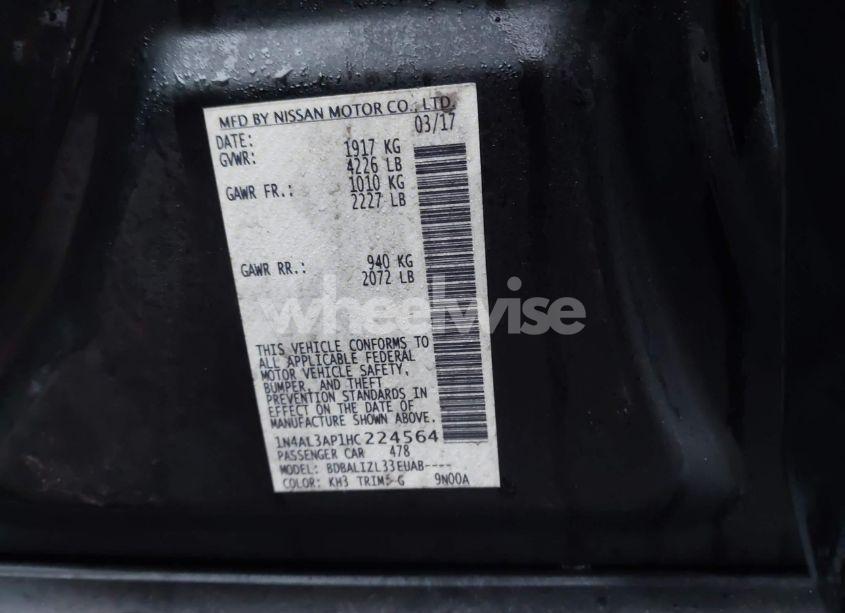 MFD BY NISSAN MOTOR CO., LTD.
DATE: 03/17
GVWR: 1917 KG
4226 LB
GAWR FR.: 1010 KG
2227 LB
GAWR RR.: 940 KG
2072 LB
wheelwise
THIS VEHICLE CONFORMS TO
ALL APPLICABLE FEDERAL
MOTOR VEHICLE SAFETY,
BUMPER, AND THEFT
PREVENTION STANDARDS IN
EFFECT ON THE DATE OF
MANUFACTURE SHOWN ABOVE.
1N4AL3AP1HC224564
PASSENGER CAR 478
MODEL: BDBALIZL33EUAB----
COLOR: KH3 TRIM: G 9N00A